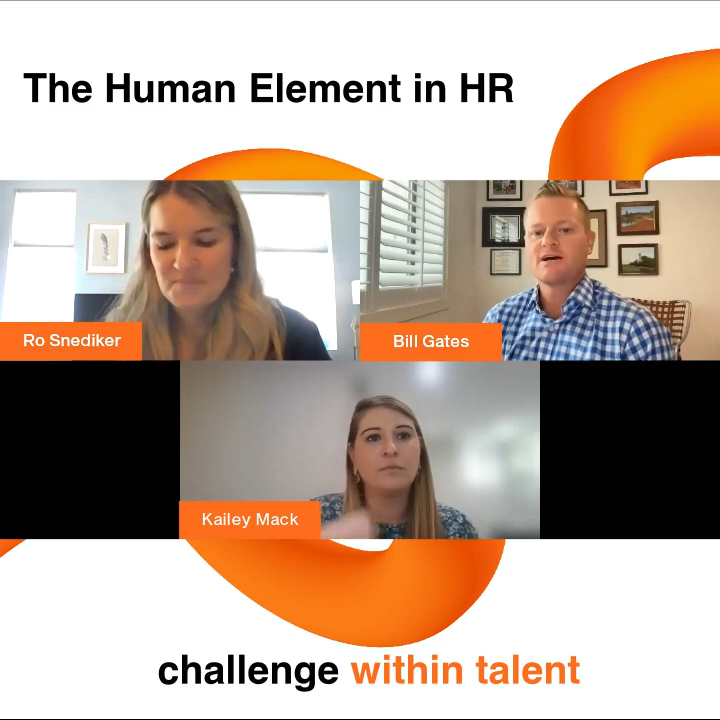 The Human Element in HR
Ro Snediker
Bill Gates
Kailey Mack
challenge within talent